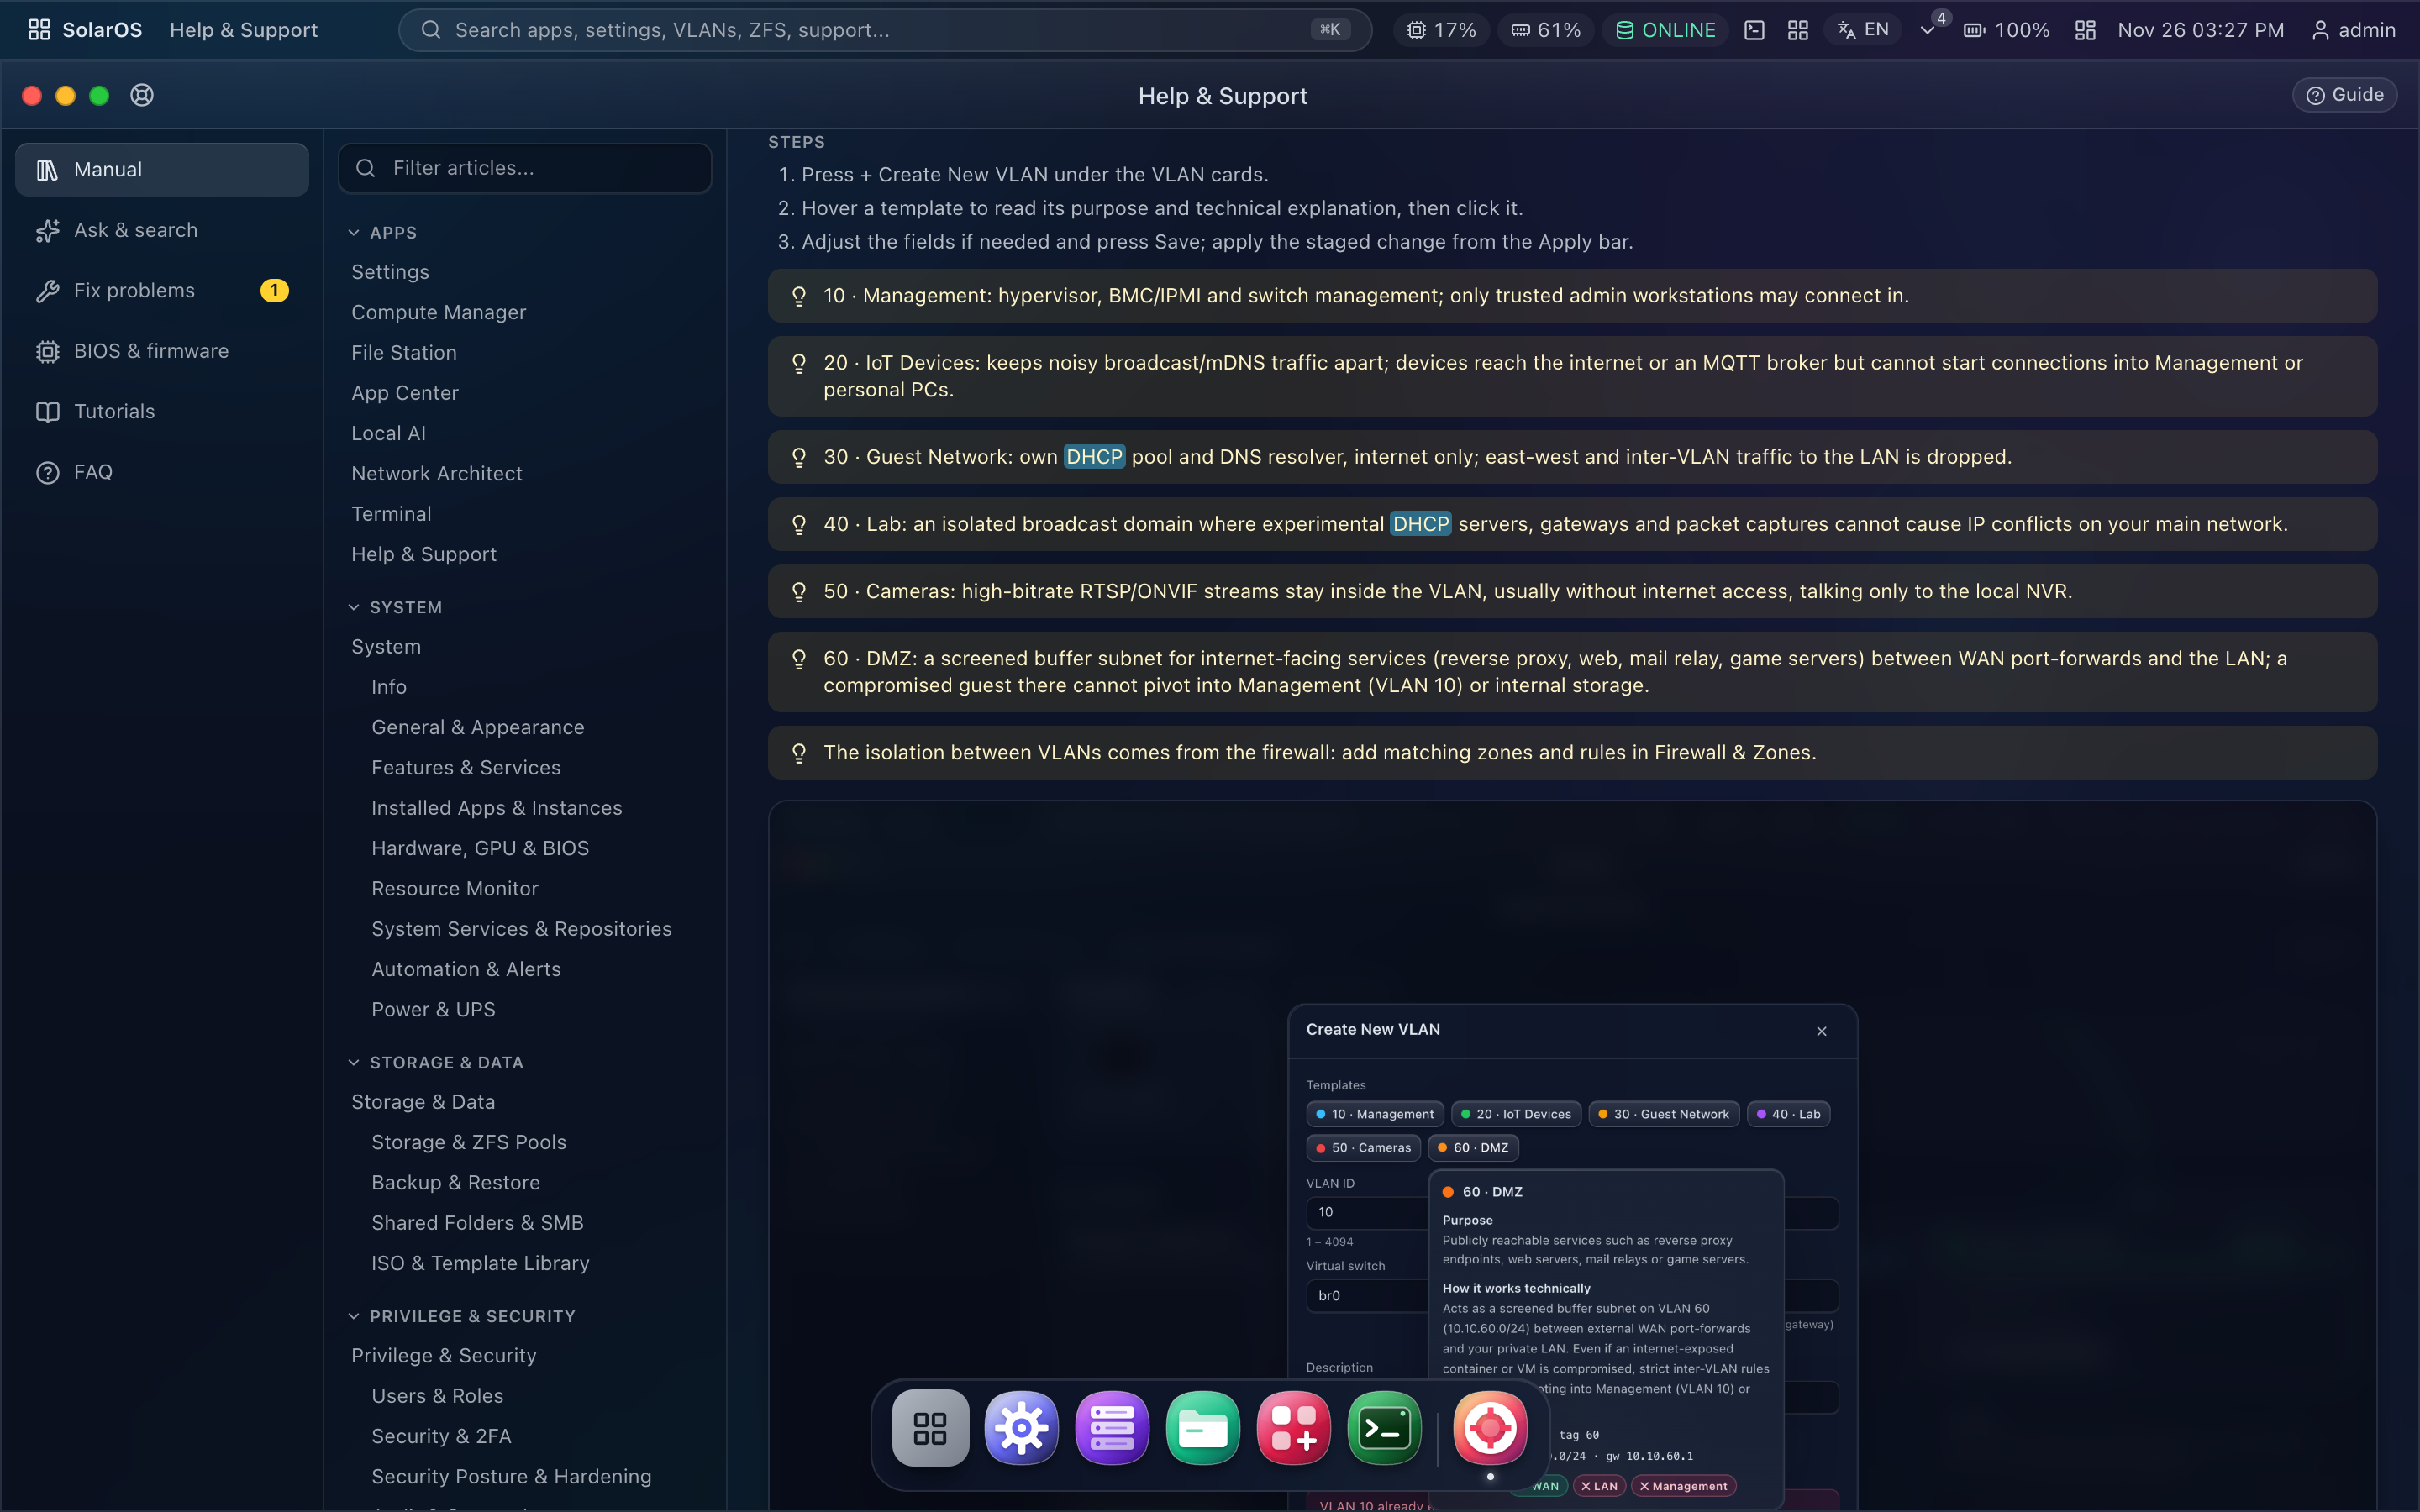 SolarOS Help & Support Search apps, settings, VLANs, ZFS, support... ⌘K 17% 61% ONLINE EN 4 100% Nov 26 03:27 PM admin
Help & Support
Guide
Manual
Ask & search
Fix problems 1
BIOS & firmware
Tutorials
FAQ
Filter articles...
APPS
Settings
Compute Manager
File Station
App Center
Local AI
Network Architect
Terminal
Help & Support
SYSTEM
System
Info
General & Appearance
Features & Services
Installed Apps & Instances
Hardware, GPU & BIOS
Resource Monitor
System Services & Repositories
Automation & Alerts
Power & UPS
STORAGE & DATA
Storage & Data
Storage & ZFS Pools
Backup & Restore
Shared Folders & SMB
ISO & Template Library
PRIVILEGE & SECURITY
Privilege & Security
Users & Roles
Security & 2FA
Security Posture & Hardening
STEPS
1. Press + Create New VLAN under the VLAN cards.
2. Hover a template to read its purpose and technical explanation, then click it.
3. Adjust the fields if needed and press Save; apply the staged change from the Apply bar.
10 · Management: hypervisor, BMC/IPMI and switch management; only trusted admin workstations may connect in.
20 · IoT Devices: keeps noisy broadcast/mDNS traffic apart; devices reach the internet or an MQTT broker but cannot start connections into Management or
personal PCs.
30 · Guest Network: own DHCP pool and DNS resolver, internet only; east-west and inter-VLAN traffic to the LAN is dropped.
40 · Lab: an isolated broadcast domain where experimental DHCP servers, gateways and packet captures cannot cause IP conflicts on your main network.
50 · Cameras: high-bitrate RTSP/ONVIF streams stay inside the VLAN, usually without internet access, talking only to the local NVR.
60 · DMZ: a screened buffer subnet for internet-facing services (reverse proxy, web, mail relay, game servers) between WAN port-forwards and the LAN; a
compromised guest there cannot pivot into Management (VLAN 10) or internal storage.
The isolation between VLANs comes from the firewall: add matching zones and rules in Firewall & Zones.
Create New VLAN
Templates
10 · Management 20 · IoT Devices 30 · Guest Network 40 · Lab
50 · Cameras 60 · DMZ
VLAN ID
10
1 – 4094
Virtual switch
br0
gateway)
Description
60 · DMZ
Purpose
Publicly reachable services such as reverse proxy
endpoints, web servers, mail relays or game servers.
How it works technically
Acts as a screened buffer subnet on VLAN 60
(10.10.60.0/24) between external WAN port-forwards
and your private LAN. Even if an internet-exposed
container or VM is compromised, strict inter-VLAN rules
into Management (VLAN 10) or
tag 60
.0/24 · gw 10.10.60.1
WAN ✕ LAN ✕ Management
VLAN 10 already